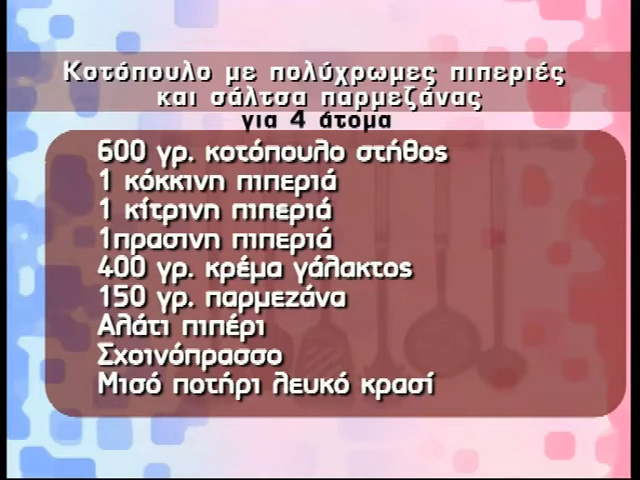 Κοτόπουλο με πολύχρωμες πιπεριές
και σάλτσα παρμεζάνας
για 4 άτομα
600 γρ. κοτόπουλο στήθος
1 κόκκινη πιπεριά
1 κίτρινη πιπεριά
1πρασινη πιπεριά
400 γρ. κρέμα γάλακτος
150 γρ. παρμεζάνα
Αλάτι πιπέρι
Σχοινόπρασσο
Μισό ποτήρι λευκό κρασί